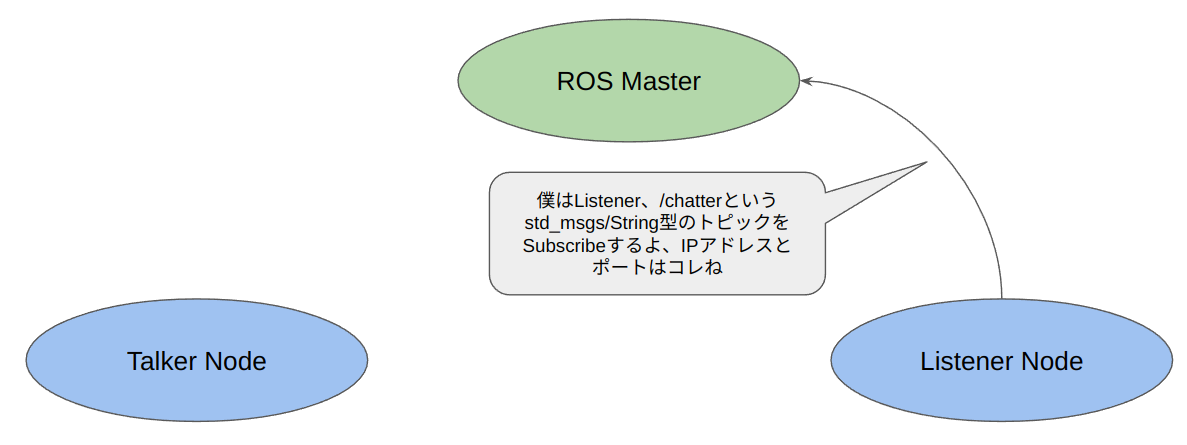 ROS Master
僕はListener、/chatterという
std_msgs/String型のトピックを
Subscribeするよ、IPアドレスと
ポートはコレね
Talker Node
Listener Node